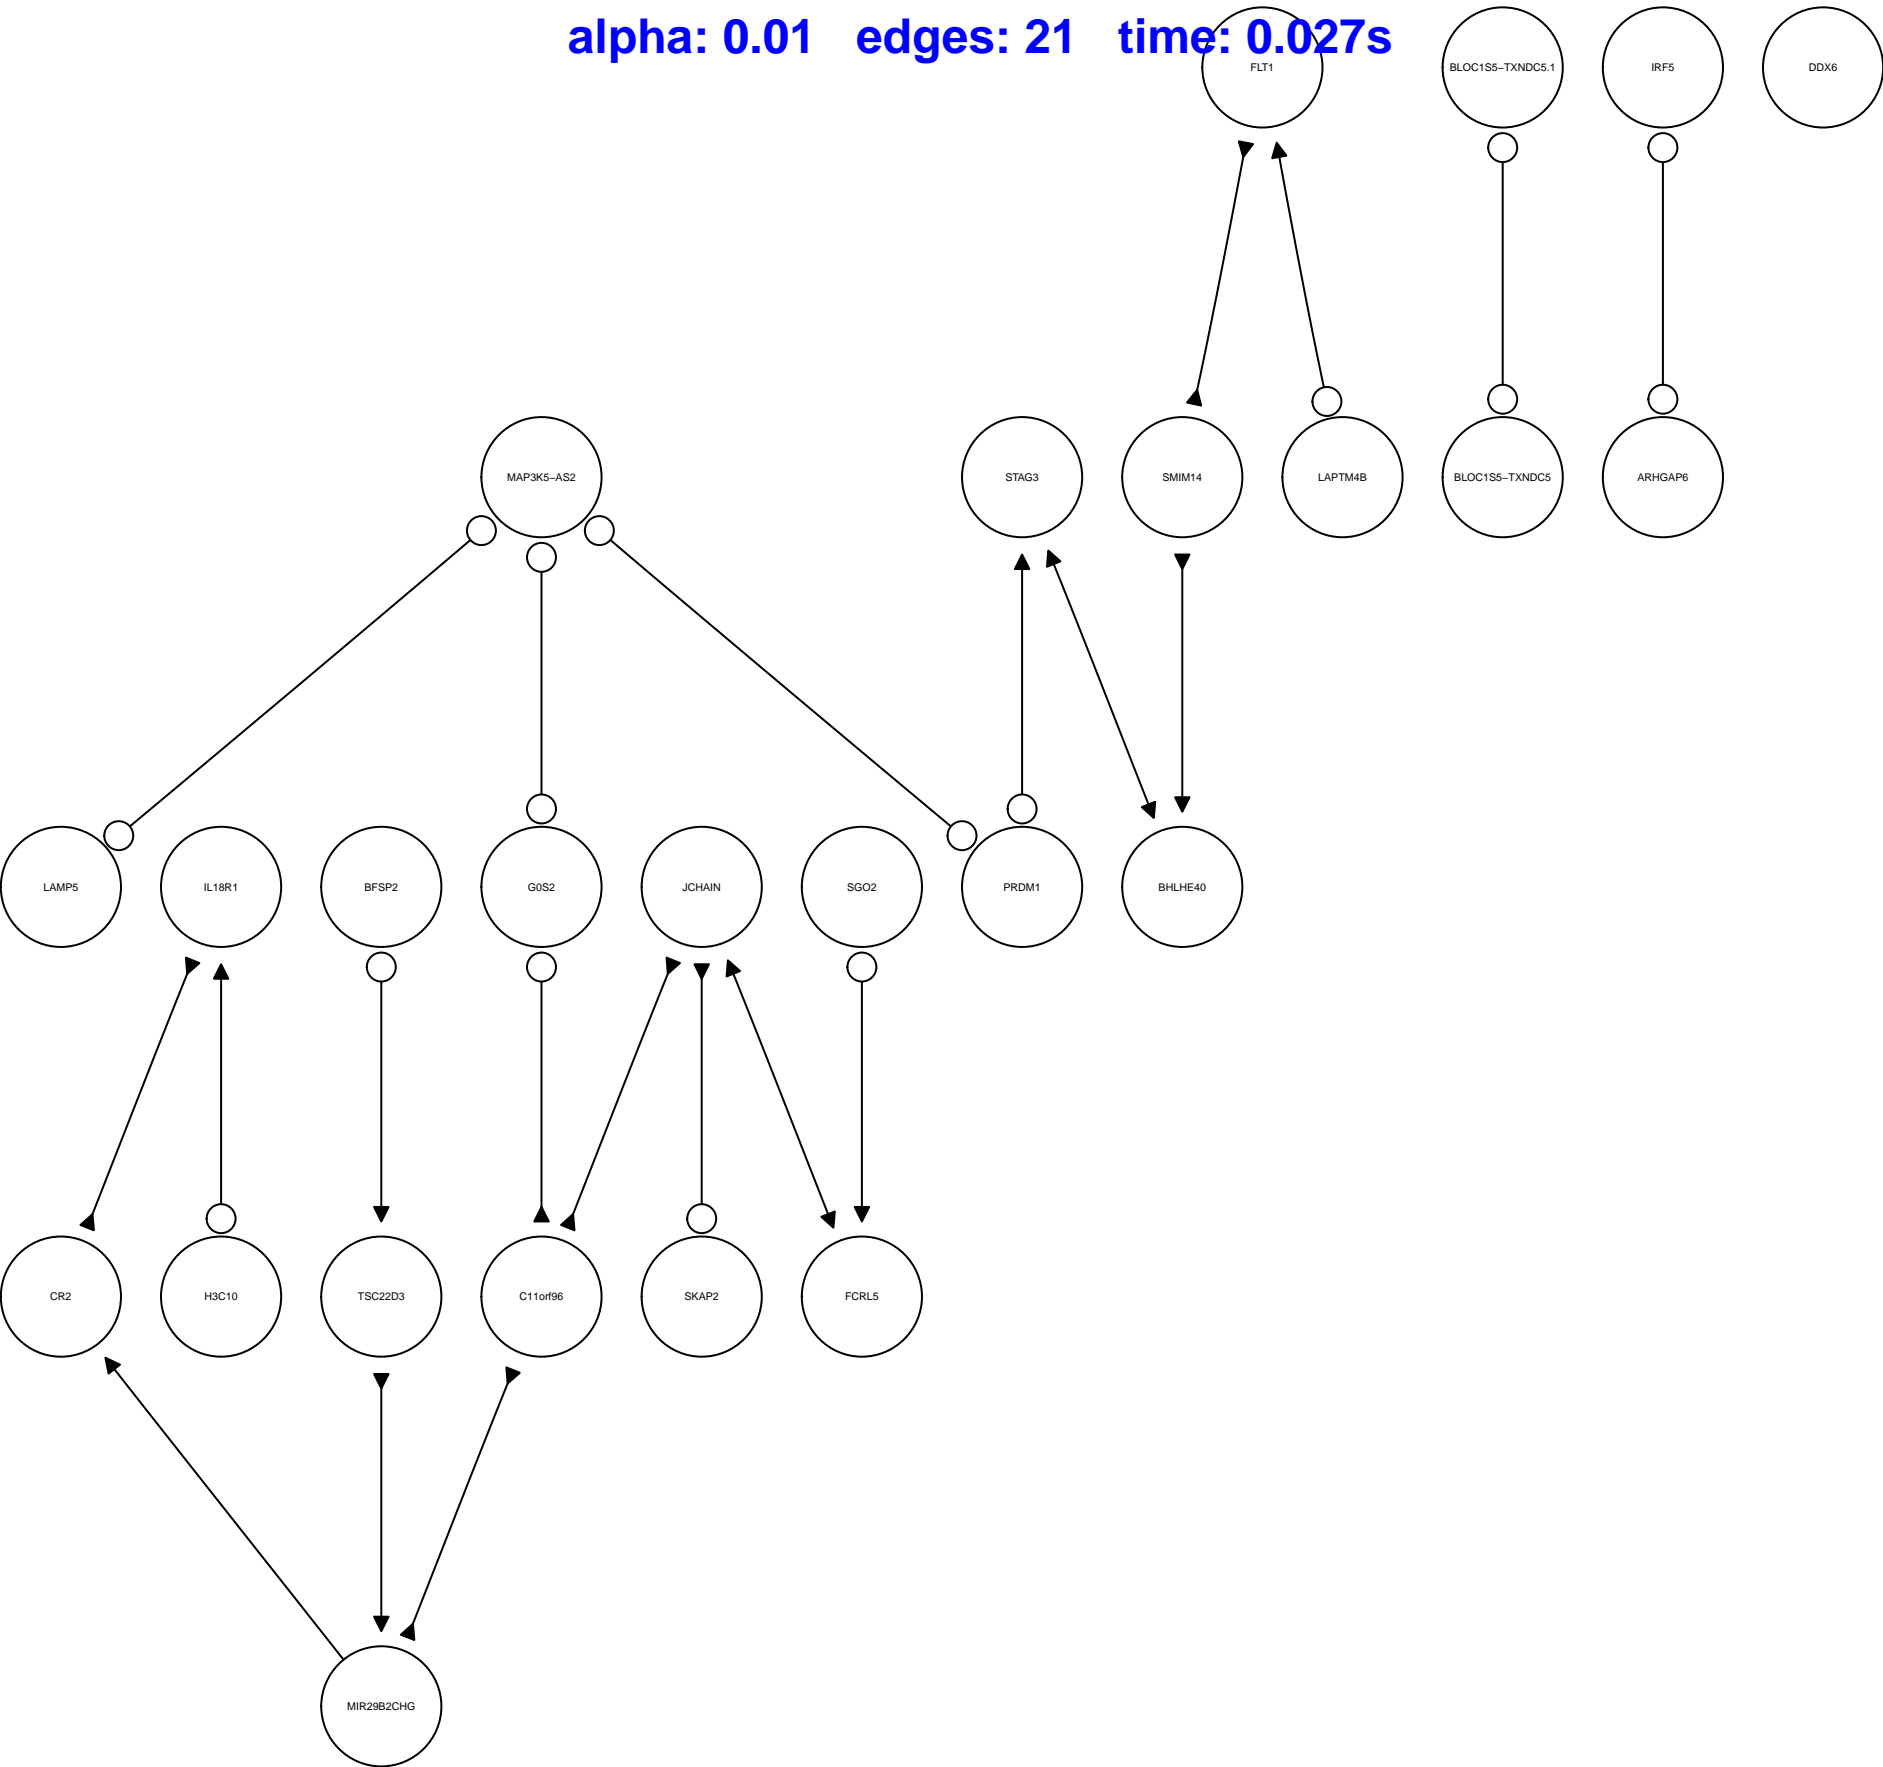 alpha: 0.01 edges: 21 time: 0.027s
FLT1
BLOC1S5−TXNDC5.1
IRF5
DDX6
MAP3K5−AS2
STAG3
SMIM14
LAPTM4B
BLOC1S5−TXNDC5
ARHGAP6
LAMP5
IL18R1
BFSP2
G0S2
JCHAIN
SGO2
PRDM1
BHLHE40
CR2
H3C10
TSC22D3
C11orf96
SKAP2
FCRL5
MIR29B2CHG